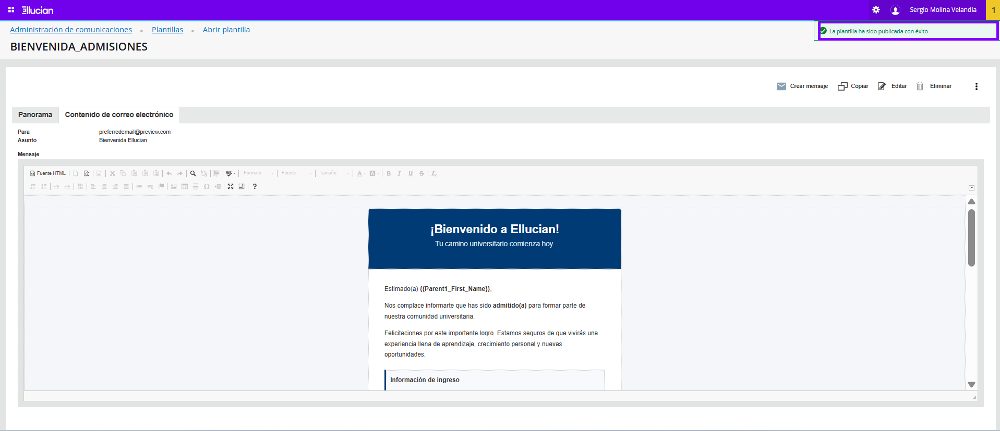 Ellucian
Sergio Molina Velandia
1
Administración de comunicaciones • Plantillas • Abrir plantilla
La plantilla ha sido publicada con éxito
BIENVENIDA_ADMISIONES
Crear mensaje Copiar Editar Eliminar
Panorama Contenido de correo electrónico
Para preferredemail@preview.com
Asunto Bienvenida Ellucian
Mensaje
Fuente HTML ABC Formato Fuente Tamaño A A B I U S Tx
Ω ?
¡Bienvenido a Ellucian!
Tu camino universitario comienza hoy.
Estimado(a) {{Parent1_First_Name}},
Nos complace informarte que has sido admitido(a) para formar parte de
nuestra comunidad universitaria.
Felicitaciones por este importante logro. Estamos seguros de que vivirás una
experiencia llena de aprendizaje, crecimiento personal y nuevas
oportunidades.
Información de ingreso